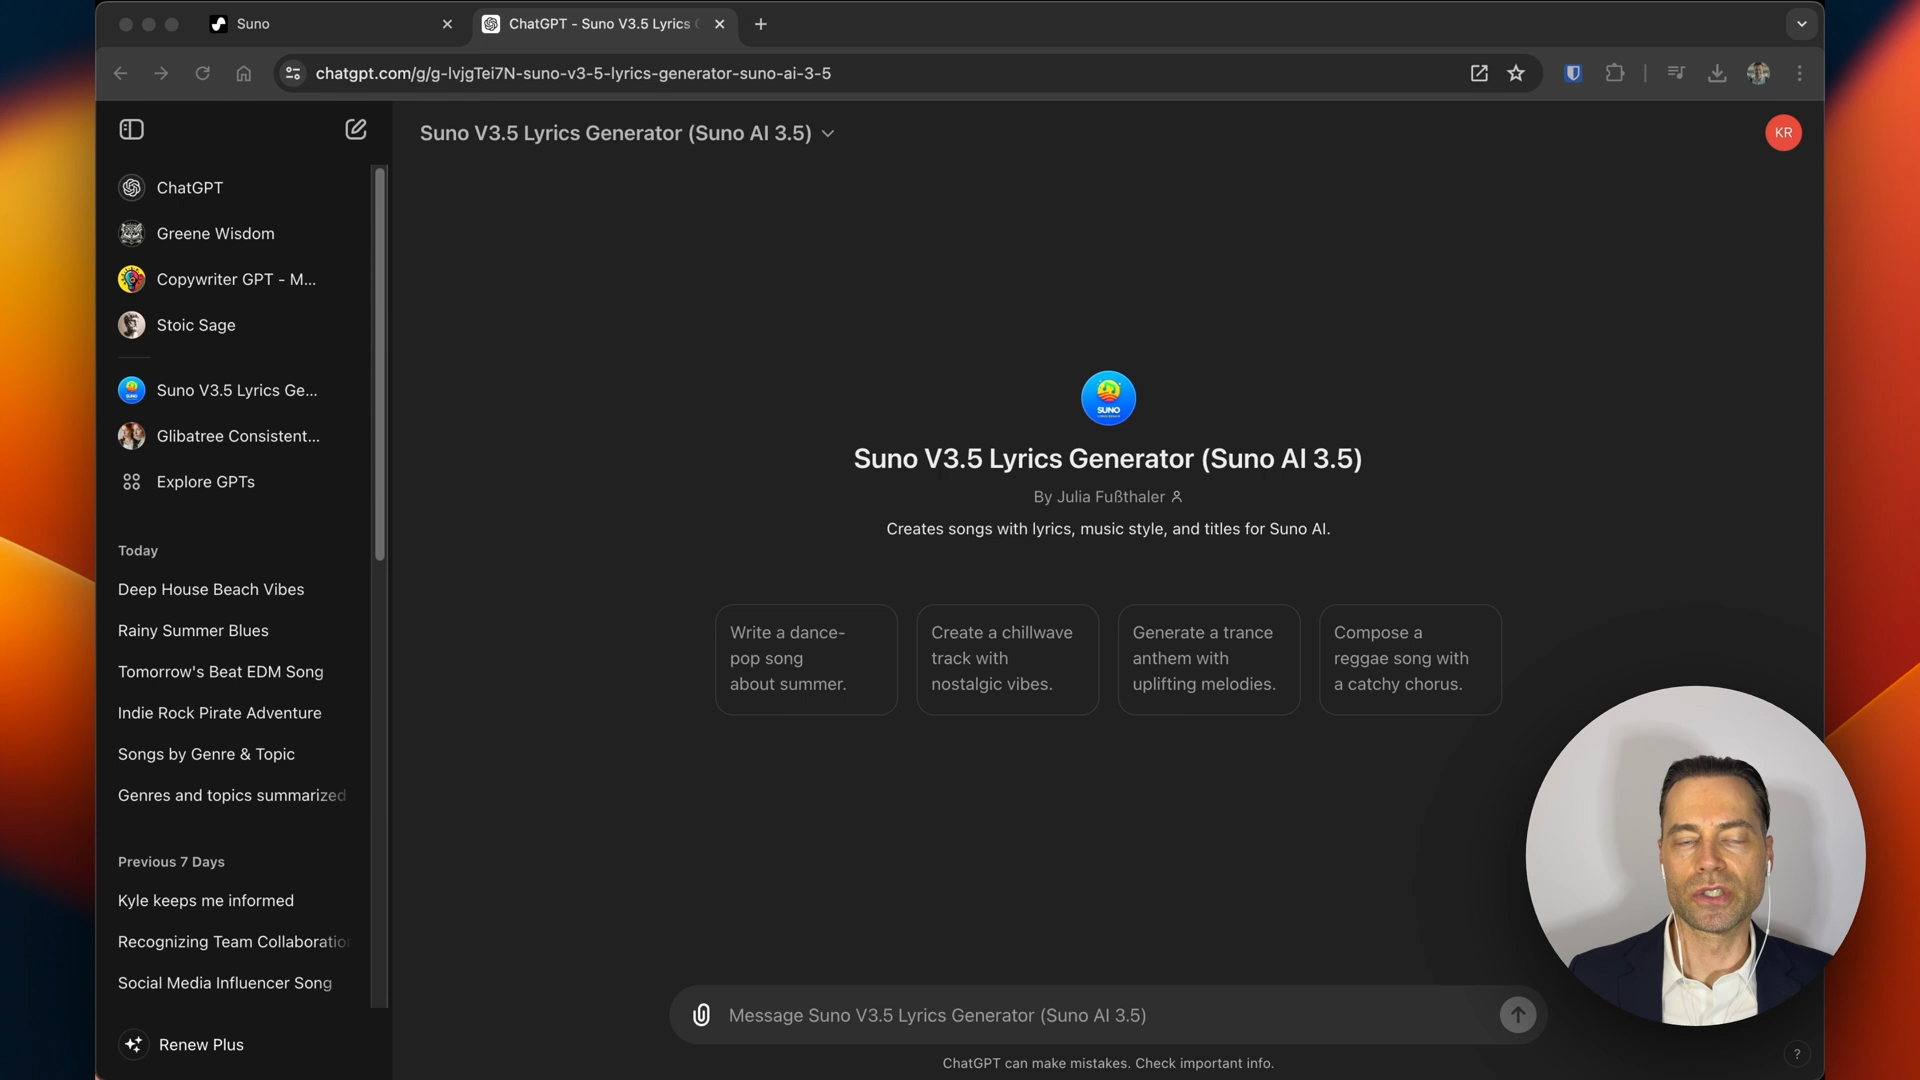 Suno
ChatGPT - Suno V3.5 Lyrics
chatgpt.com/g/g-lvjgTei7N-suno-v3-5-lyrics-generator-suno-ai-3-5
Suno V3.5 Lyrics Generator (Suno AI 3.5)
KR
ChatGPT
Greene Wisdom
Copywriter GPT - M...
Stoic Sage
Suno V3.5 Lyrics Ge...
Glibatree Consistent...
Explore GPTs
Today
Deep House Beach Vibes
Rainy Summer Blues
Tomorrow's Beat EDM Song
Indie Rock Pirate Adventure
Songs by Genre & Topic
Genres and topics summarized
Previous 7 Days
Kyle keeps me informed
Recognizing Team Collaboratio
Social Media Influencer Song
Renew Plus
SUNO
Suno V3.5 Lyrics Generator (Suno AI 3.5)
By Julia Fußthaler
Creates songs with lyrics, music style, and titles for Suno AI.
Write a dance-
pop song
about summer.
Create a chillwave
track with
nostalgic vibes.
Generate a trance
anthem with
uplifting melodies.
Compose a
reggae song with
a catchy chorus.
Message Suno V3.5 Lyrics Generator (Suno AI 3.5)
ChatGPT can make mistakes. Check important info.
?